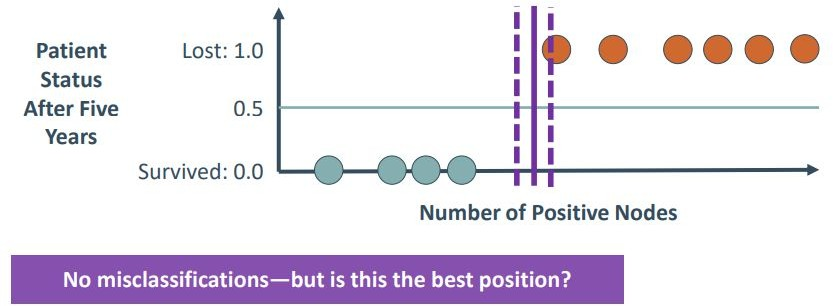 Patient
Status
After Five
Years
Lost: 1.0
0.5
Survived: 0.0
Number of Positive Nodes
No misclassifications—but is this the best position?